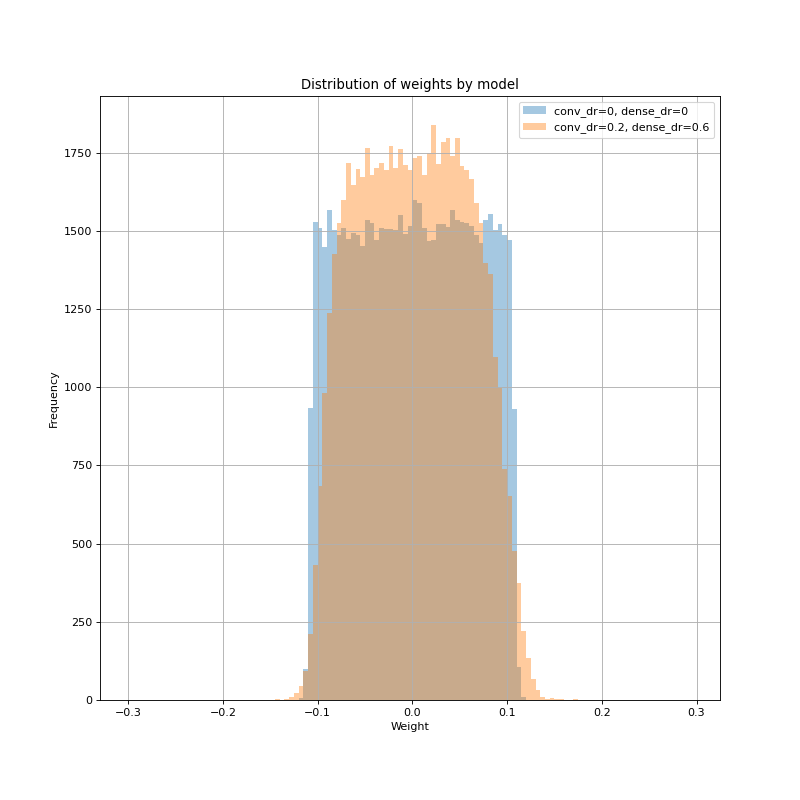 Distribution of weights by model
conv_dr=0, dense_dr=0
conv_dr=0.2, dense_dr=0.6
Frequency
1750
1500
1250
1000
750
500
250
0
−0.3 −0.2 −0.1 0.0 0.1 0.2 0.3
Weight